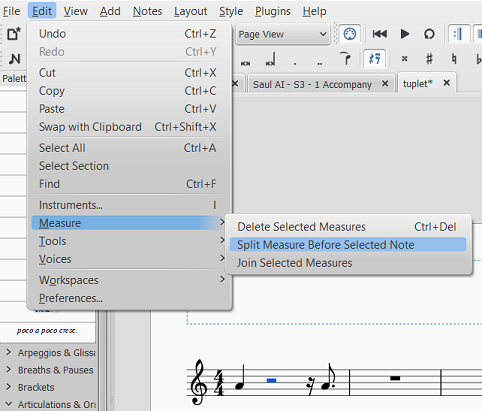 File Edit View Add Notes Layout Style Plugins Help
Undo Ctrl+Z
Page View
Redo Ctrl+Y
Cut Ctrl+X
Copy Ctrl+C
Saul AI - S3 - 1 Accompany
tuplet*
Paste Ctrl+V
Swap with Clipboard Ctrl+Shift+X
Select All Ctrl+A
Select Section
Find Ctrl+F
Instruments... I
Measure
Delete Selected Measures Ctrl+Del
Tools
Split Measure Before Selected Note
Voices
Join Selected Measures
Workspaces
Preferences...
poco a poco cresc.
Arpeggios & Glissa
Breaths & Pauses
Brackets
Articulations & Or
4
4